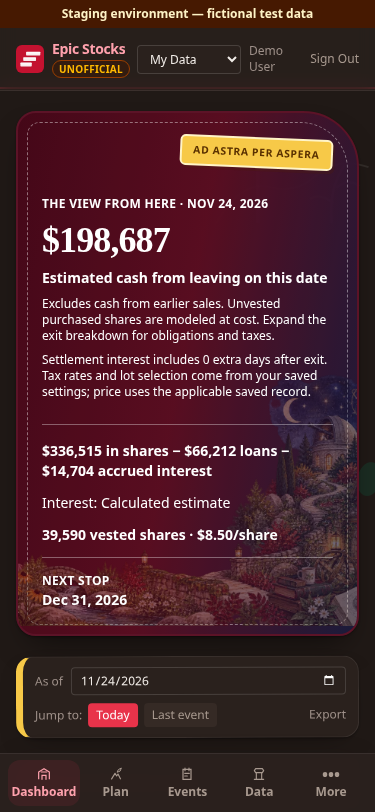 Staging environment — fictional test data
Epic Stocks
UNOFFICIAL
My Data
Demo
User
Sign Out
AD ASTRA PER ASPERA
THE VIEW FROM HERE · NOV 24, 2026
$198,687
Estimated cash from leaving on this date
Excludes cash from earlier sales. Unvested
purchased shares are modeled at cost. Expand the
exit breakdown for obligations and taxes.
Settlement interest includes 0 extra days after exit.
Tax rates and lot selection come from your saved
settings; price uses the applicable saved record.
$336,515 in shares − $66,212 loans −
$14,704 accrued interest
Interest: Calculated estimate
39,590 vested shares · $8.50/share
NEXT STOP
Dec 31, 2026
As of
11/24/2026
Jump to:
Today
Last event
Export
Dashboard
Plan
Events
Data
More